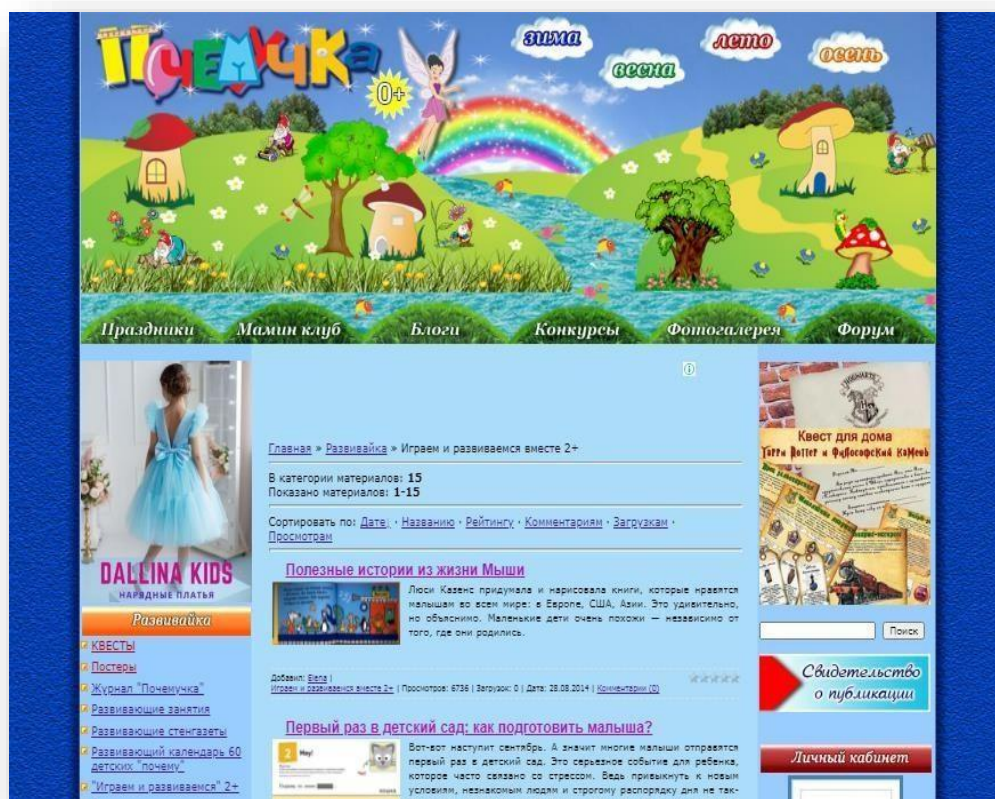 Почемучка
0+
зима
весна
лето
осень
Праздники
Мамин клуб
Блоги
Конкурсы
Фотогалерея
Форум
DALLINA KIDS
НАРЯДНЫЕ ПЛАТЬЯ
Развивайка
КВЕСТЫ
Постеры
Журнал "Почемучка"
Развивающие занятия
Развивающие стенгазеты
Развивающий календарь 60
детских "почему"
"Играем и развиваемся" 2+
Главная » Развивайка » Играем и развиваемся вместе 2+
В категории материалов: 15
Показано материалов: 1-15
Сортировать по: Дате · Названию · Рейтингу · Комментариям · Загрузкам ·
Просмотрам
Полезные истории из жизни Мыши
Люси Казенс придумала и нарисовала книги, которые нравятся
малышам во всем мире: в Европе, США, Азии. Это удивительно,
но объяснимо. Маленькие дети очень похожи — независимо от
того, где они родились.
Добавил: Elena |
Играем и развиваемся вместе 2+ | Просмотров: 6736 | Загрузок: 0 | Дата: 28.08.2014 | Комментарии (0)
Первый раз в детский сад: как подготовить малыша?
2
Мяу!
Вот-вот наступит сентябрь. А значит многие малыши отправятся
первый раз в детский сад. Это серьезное событие для ребенка,
которое часто связано со стрессом. Ведь привыкнуть к новым
условиям, незнакомым людям и строгому распорядку дня не так-
HOGWARTS
Квест для дома
Гарри Поттер и Философский камень
Поиск
Свидетельство
о публикации
Личный кабинет